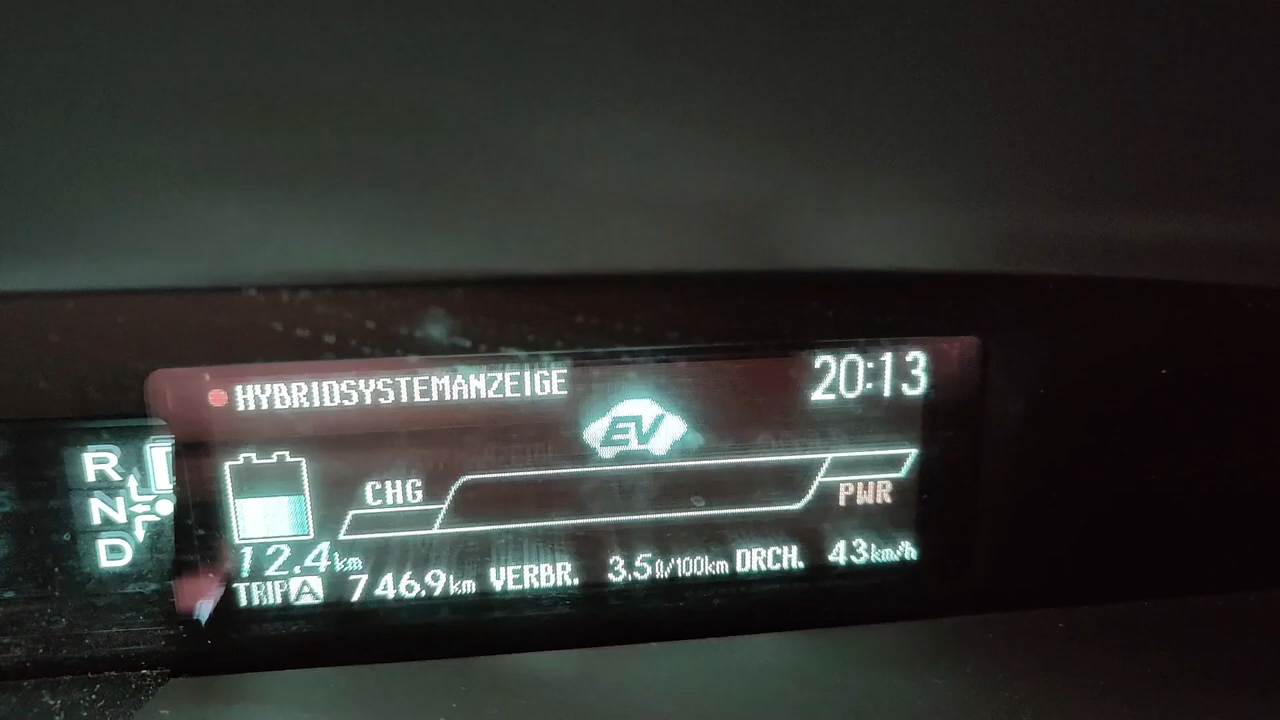 HYBRIDSYSTEMANZEIGE 20:13
EV
R
N
D
CHG
PWR
12.4km
TRIP A 746.9km VERBR. 3.5ℓ/100km DRCH. 43km/h